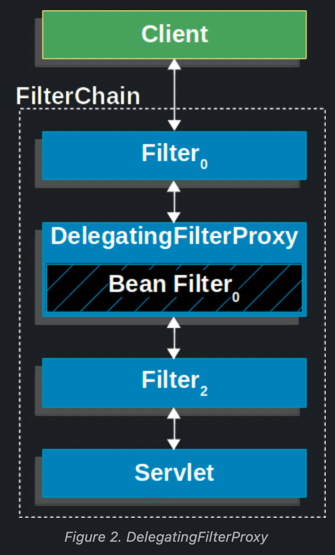 Client
FilterChain
Filter₀
DelegatingFilterProxy
Bean Filter₀
Filter₂
Servlet
Figure 2. DelegatingFilterProxy